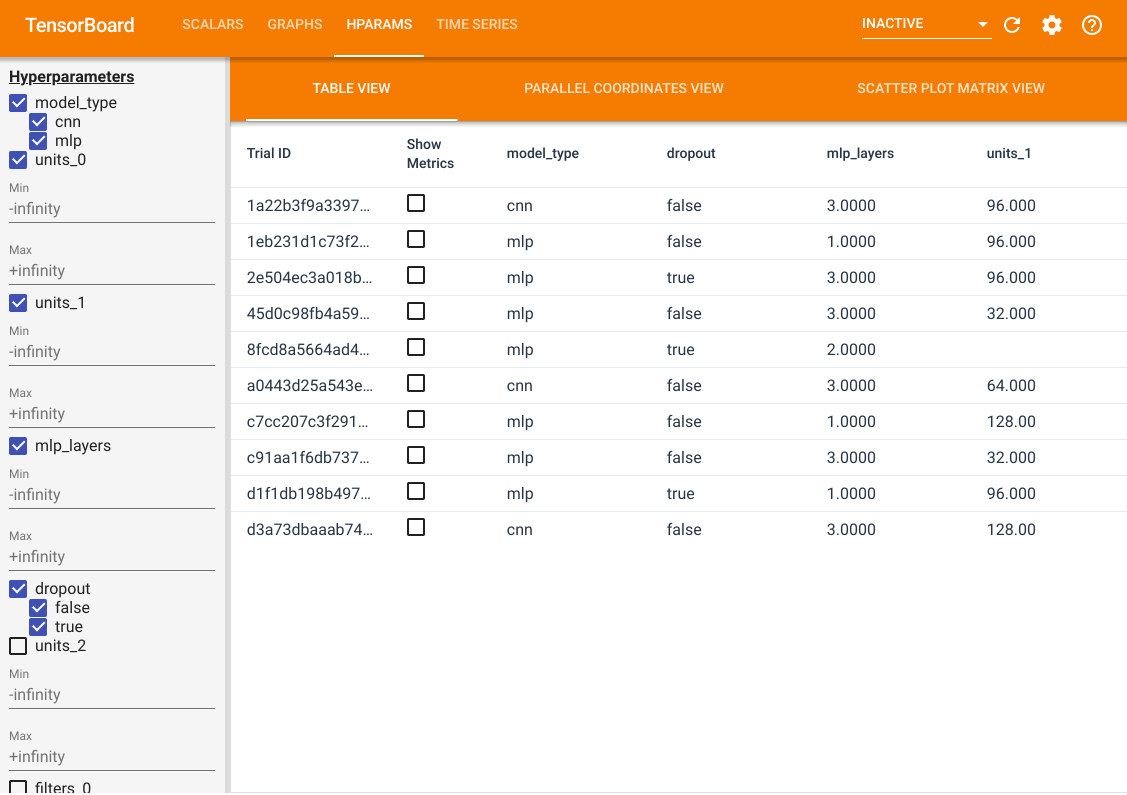 TensorBoard SCALARS GRAPHS HPARAMS TIME SERIES INACTIVE
Hyperparameters
model_type
cnn
mlp
units_0
Min
-infinity
Max
+infinity
units_1
Min
-infinity
Max
+infinity
mlp_layers
Min
-infinity
Max
+infinity
dropout
false
true
units_2
Min
-infinity
Max
+infinity
filters_0
TABLE VIEW PARALLEL COORDINATES VIEW SCATTER PLOT MATRIX VIEW
Trial ID Show Metrics model_type dropout mlp_layers units_1
1a22b3f9a3397... cnn false 3.0000 96.000
1eb231d1c73f2... mlp false 1.0000 96.000
2e504ec3a018b... mlp true 3.0000 96.000
45d0c98fb4a59... mlp false 3.0000 32.000
8fcd8a5664ad4... mlp true 2.0000
a0443d25a543e... cnn false 3.0000 64.000
c7cc207c3f291... mlp false 1.0000 128.00
c91aa1f6db737... mlp false 3.0000 32.000
d1f1db198b497... mlp true 1.0000 96.000
d3a73dbaaab74... cnn false 3.0000 128.00